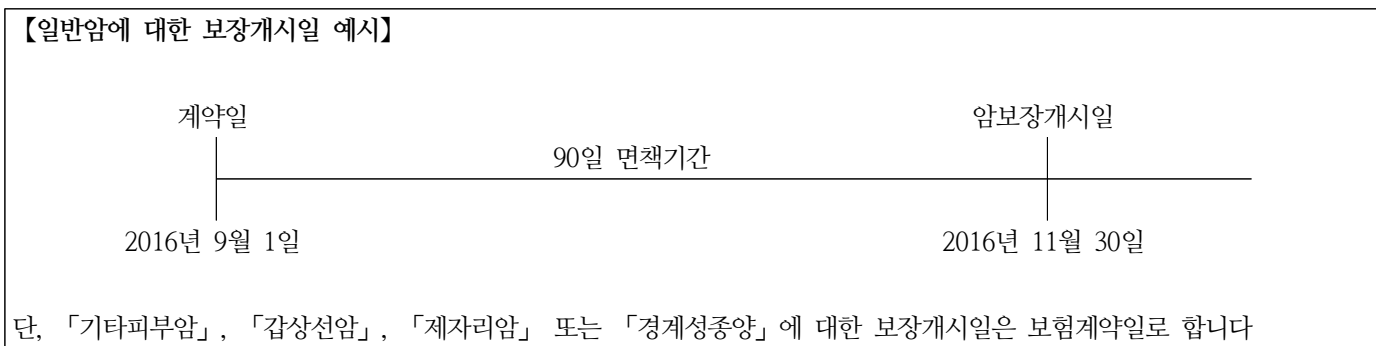 【일반암에 대한 보장개시일 예시】
계약일 암보장개시일
90일 면책기간
2016년 9월 1일 2016년 11월 30일
단, 「기타피부암」, 「갑상선암」, 「제자리암」 또는 「경계성종양」에 대한 보장개시일은 보험계약일로 합니다